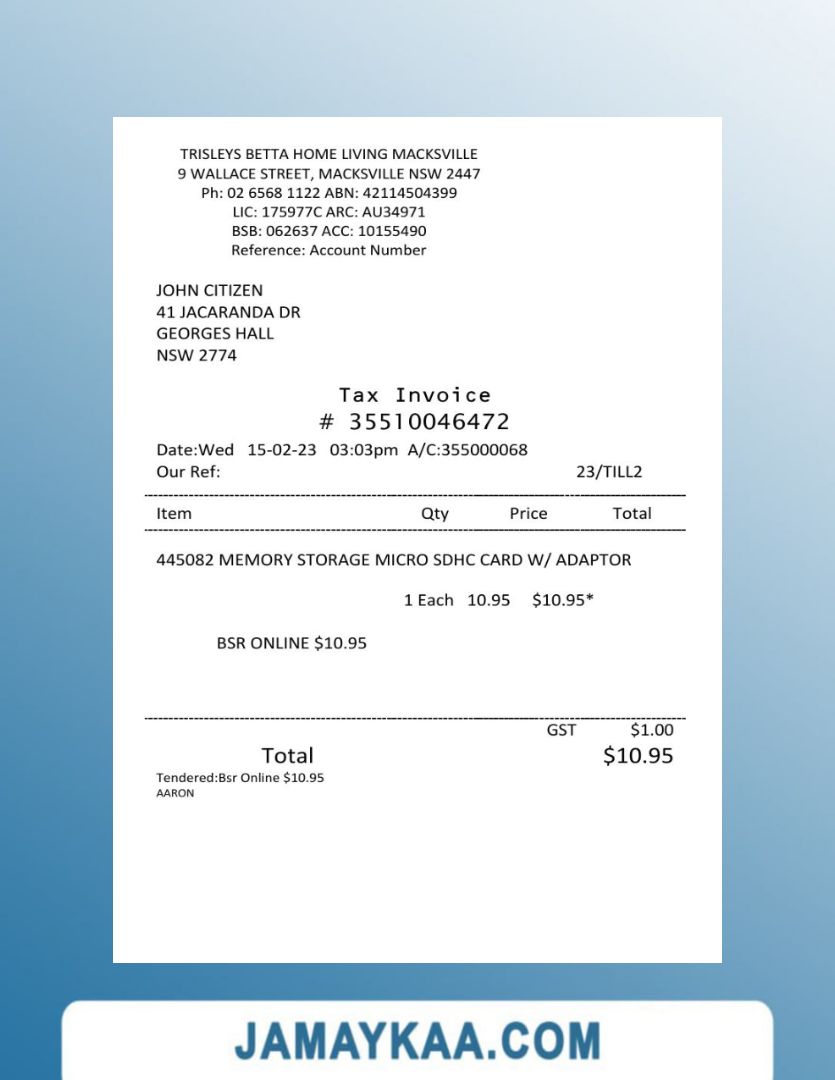 TRISLEYS BETTA HOME LIVING MACKSVILLE
9 WALLACE STREET, MACKSVILLE NSW 2447
Ph: 02 6568 1122 ABN: 42114504399
LIC: 175977C ARC: AU34971
BSB: 062637 ACC: 10155490
Reference: Account Number
JOHN CITIZEN
41 JACARANDA DR
GEORGES HALL
NSW 2774
Tax Invoice
# 35510046472
Date:Wed 15-02-23 03:03pm A/C:355000068
Our Ref: 23/TILL2
Item Qty Price Total
445082 MEMORY STORAGE MICRO SDHC CARD W/ ADAPTOR
1 Each 10.95 $10.95*
BSR ONLINE $10.95
GST $1.00
Total $10.95
Tendered:Bsr Online $10.95
AARON
JAMAYKAA.COM